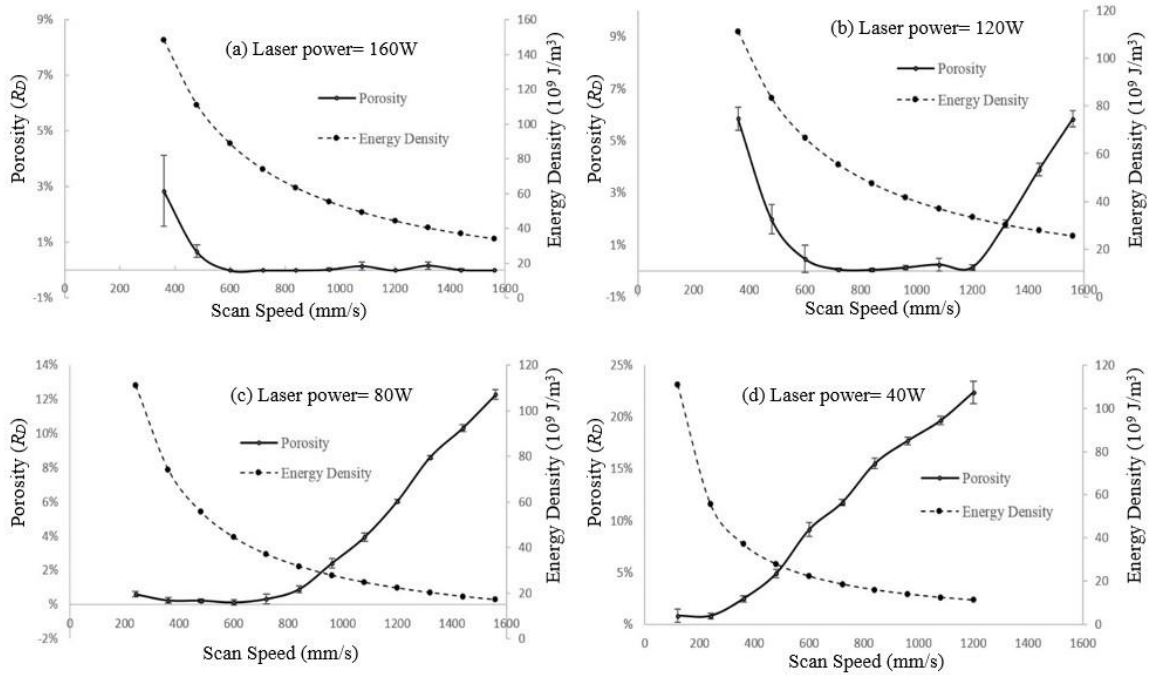 (a) Laser power= 160W
Porosity (R_D)
9%
7%
5%
3%
1%
-1%
Porosity
Energy Density
160
140
120
100
80
60
40
20
0
Energy Density (10⁹ J/m³)
0 200 400 600 800 1000 1200 1400 1600
Scan Speed (mm/s)
(b) Laser power= 120W
Porosity (R_D)
9%
7%
5%
3%
1%
-1%
Porosity
Energy Density
120
100
80
60
40
20
0
Energy Density (10⁹ J/m³)
0 200 400 600 800 1000 1200 1400 1600
Scan Speed (mm/s)
(c) Laser power= 80W
Porosity (R_D)
14%
12%
10%
8%
6%
4%
2%
%
-2%
Porosity
Energy Density
120
100
80
60
40
20
0
Energy Density (10⁹ J/m³)
0 200 400 600 800 1000 1200 1400 1600
Scan Speed (mm/s)
(d) Laser power= 40W
Porosity (R_D)
25%
20%
15%
10%
5%
%
Porosity
Energy Density
120
100
80
60
40
20
0
Energy Density (10⁹ J/m³)
0 200 400 600 800 1000 1200 1400 1600
Scan Speed (mm/s)